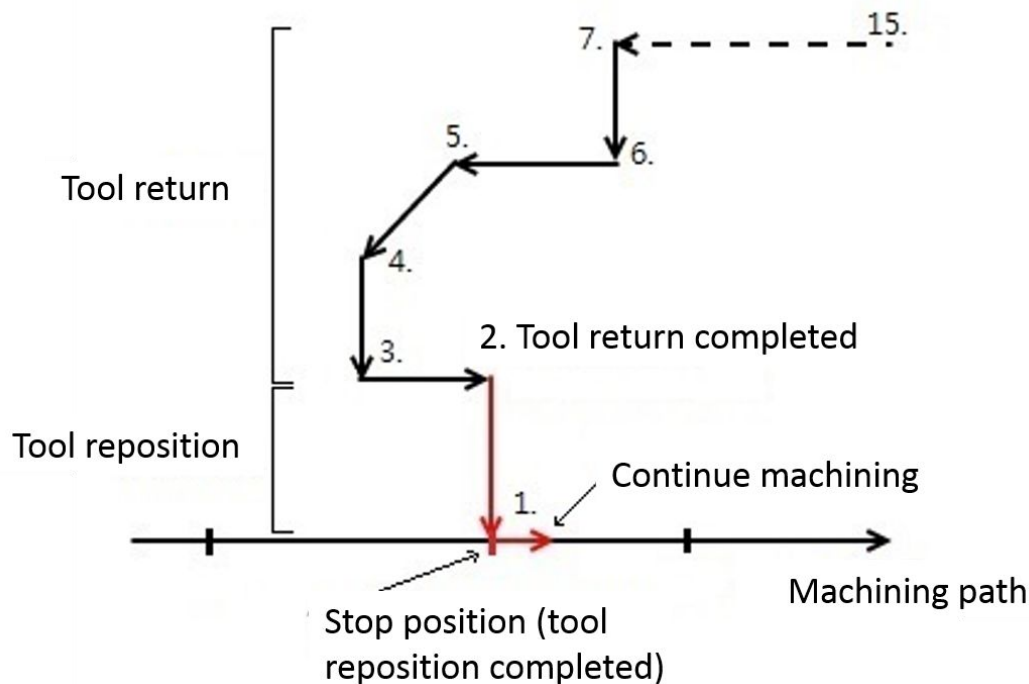 15.
7.
5.
6.
Tool return
4.
2. Tool return completed
3.
Tool reposition
Continue machining
1.
Machining path
Stop position (tool
reposition completed)